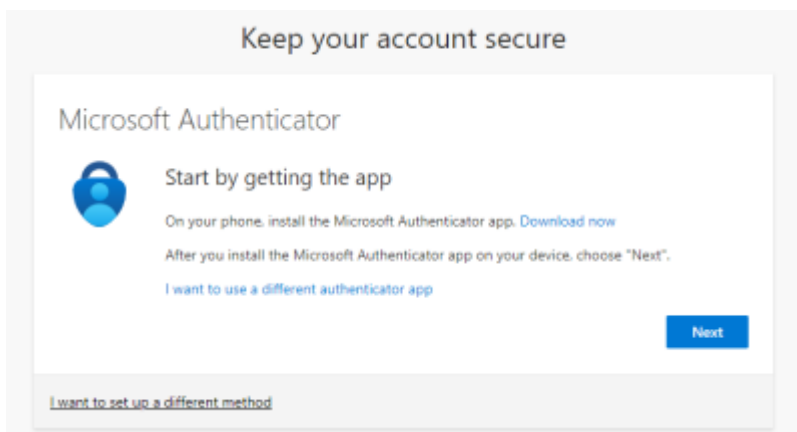 Keep your account secure
Microsoft Authenticator
Start by getting the app
On your phone, install the Microsoft Authenticator app. Download now
After you install the Microsoft Authenticator app on your device, choose "Next".
I want to use a different authenticator app
Next
I want to set up a different method